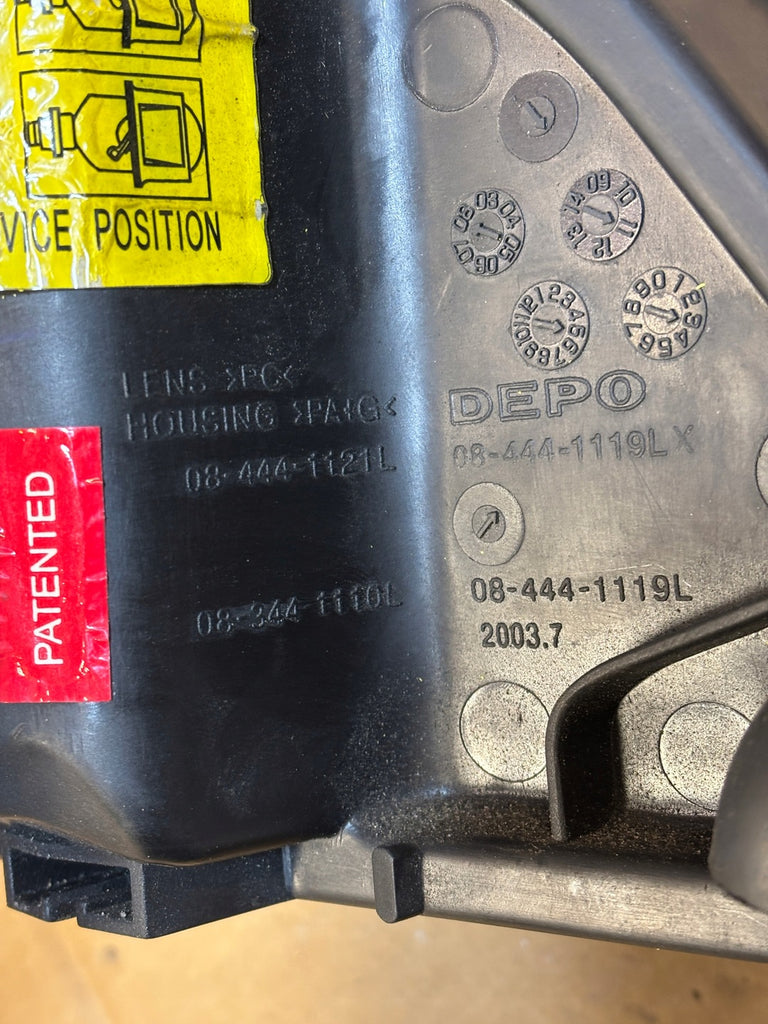 VICE POSITION
LENS >PC<
HOUSING >PA+G<
08-444-1121L
08-344-1110L
PATENTED
DEPO
08-444-1119L X
08-444-1119L
2003.7